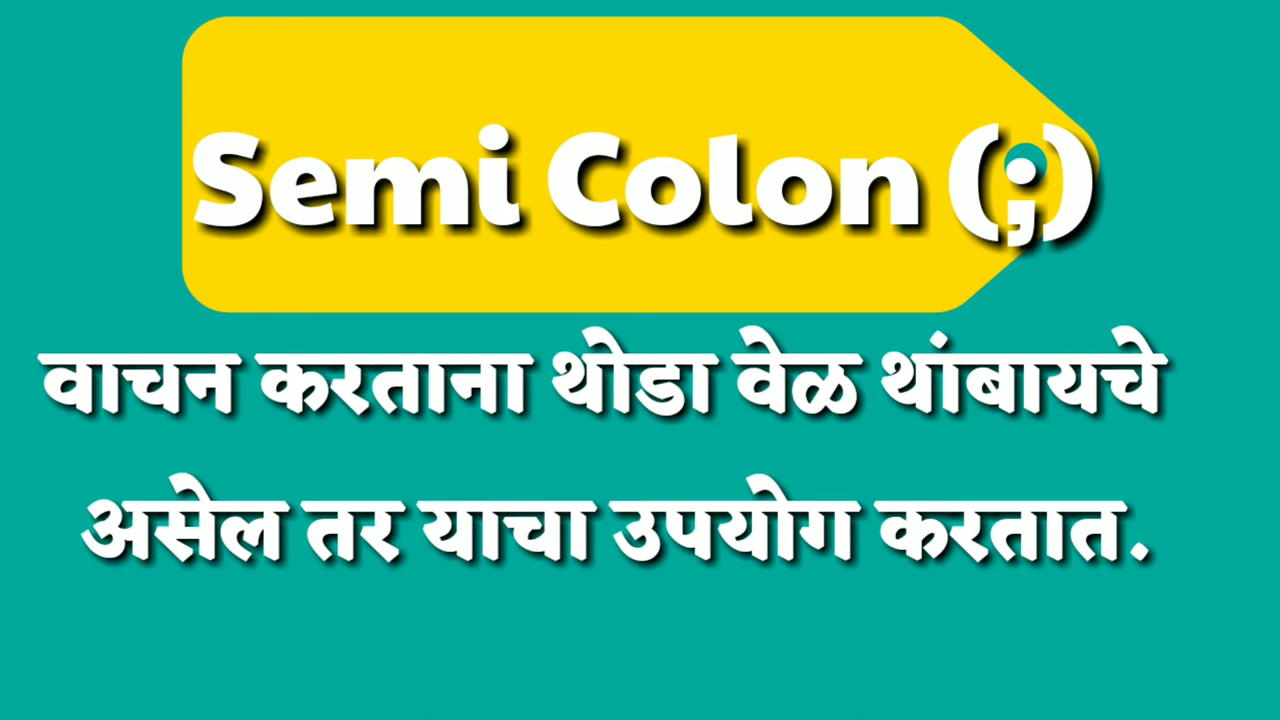 Semi Colon (;)
वाचन करताना थोडा वेळ थांबायचे
असेल तर याचा उपयोग करतात.